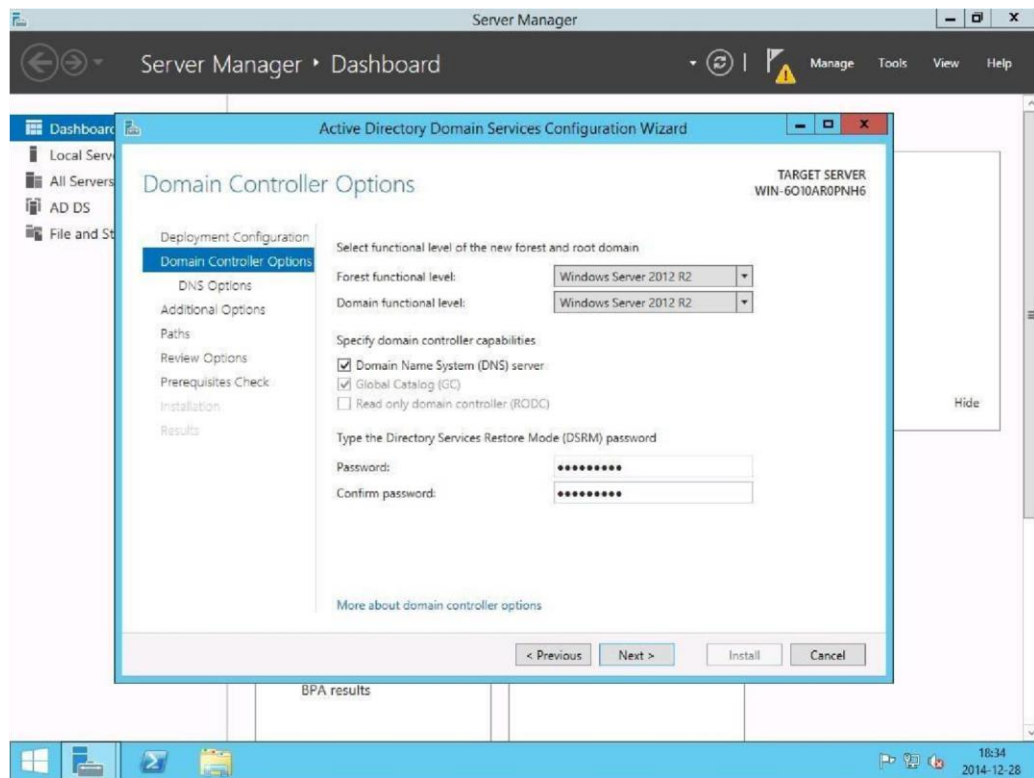 Server Manager
Server Manager • Dashboard
Manage Tools View Help
Dashboard
Local Serv
All Servers
AD DS
File and St
Active Directory Domain Services Configuration Wizard
Domain Controller Options
TARGET SERVER
WIN-6O10AR0PNH6
Deployment Configuration
Domain Controller Options
DNS Options
Additional Options
Paths
Review Options
Prerequisites Check
Installation
Results
Select functional level of the new forest and root domain
Forest functional level: Windows Server 2012 R2
Domain functional level: Windows Server 2012 R2
Specify domain controller capabilities
Domain Name System (DNS) server
Global Catalog (GC)
Read only domain controller (RODC)
Type the Directory Services Restore Mode (DSRM) password
Password: •••••••••
Confirm password: •••••••••
More about domain controller options
< Previous Next > Install Cancel
Hide
BPA results
18:34
2014-12-28